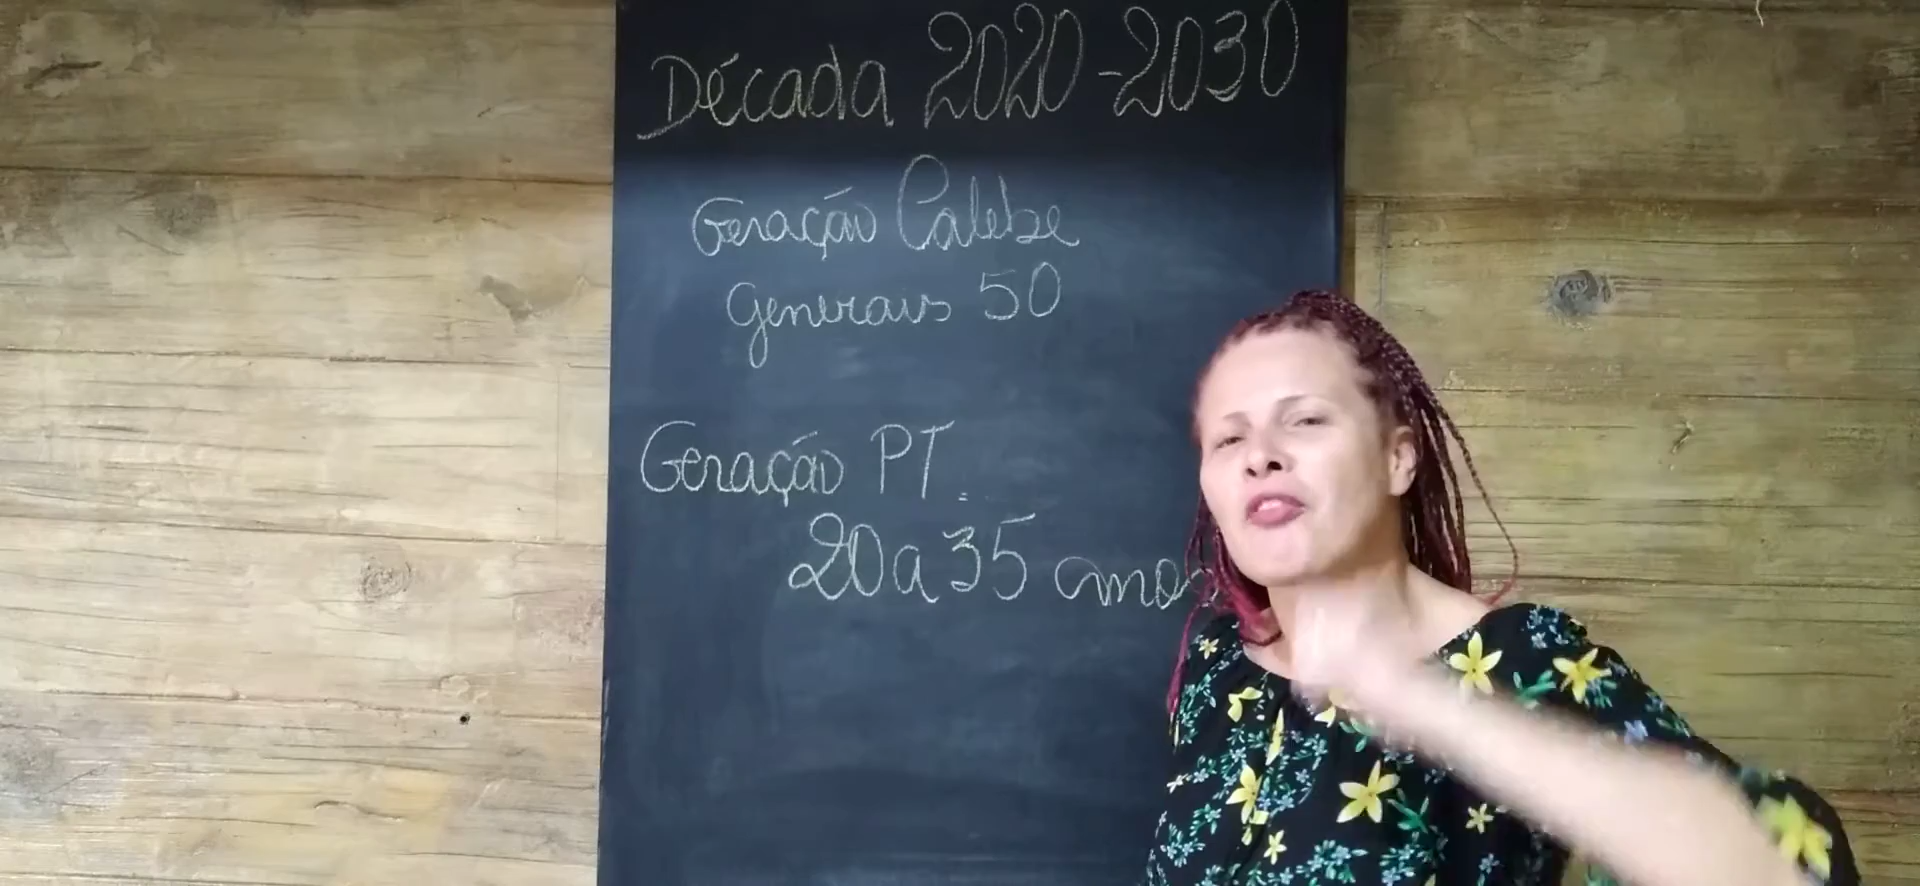 Década 2020-2030
Geração Calebe
generais 50
Geração PT.
20 a 35 anos